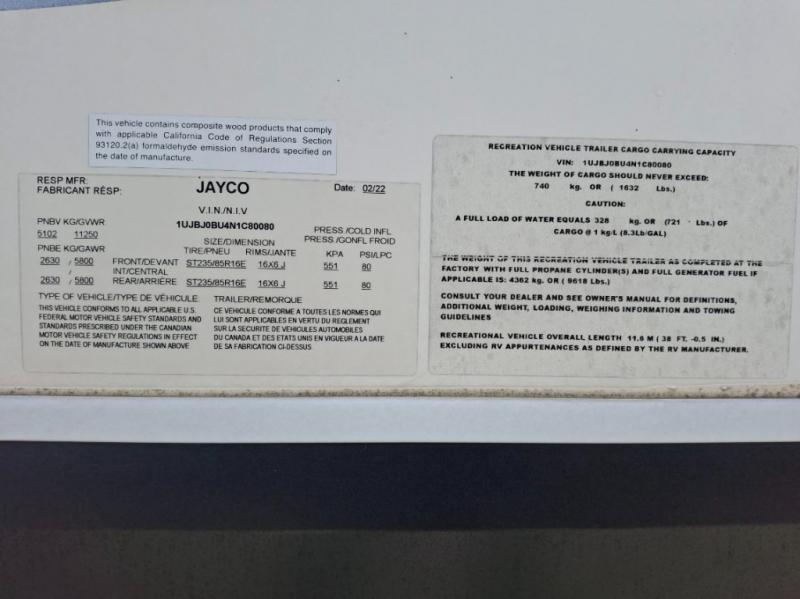 This vehicle contains composite wood products that comply
with applicable California Code of Regulations Section
93120.2(a) formaldehyde emission standards specified on
the date of manufacture.
RESP MFR:
FABRICANT RÉSP: JAYCO Date: 02/22
V.I.N./N.I.V
PNBV KG/GVWR 1UJBJ0BU4N1C80080
5102 11250
PRESS /COLD INFL
SIZE/DIMENSION PRESS /GONFL FROID
PNBE KG/GAWR TIRE/PNEU RIMS/JANTE KPA PSI/LPC
2630 / 5800 FRONT/DEVANT ST235/85R16E 16X6 J 551 80
/ INT/CENTRAL
2630 / 5800 REAR/ARRIÈRE ST235/85R16E 16X6 J 551 80
TYPE OF VEHICLE/TYPE DE VÉHICULE: TRAILER/REMORQUE
THIS VEHICLE CONFORMS TO ALL APPLICABLE U.S.
FEDERAL MOTOR VEHICLE SAFETY STANDARDS AND
STANDARDS PRESCRIBED UNDER THE CANADIAN
MOTOR VEHICLE SAFETY REGULATIONS IN EFFECT
ON THE DATE OF MANUFACTURE SHOWN ABOVE
CE VEHICULE CONFORME A TOUTES LES NORMES QUI
LUI SONT APPLICABLES EN VERTU DU REGLEMENT
SUR LA SECURITE DE VÉHICULES AUTOMOBILES
DU CANADA ET DES ETATS UNIS EN VIGUEUR A LA DATE
DE SA FABRICATION CI-DESSUS.
RECREATION VEHICLE TRAILER CARGO CARRYING CAPACITY
VIN: 1UJBJ0BU4N1C80080
THE WEIGHT OF CARGO SHOULD NEVER EXCEED:
740 kg. OR ( 1632 Lbs.)
CAUTION:
A FULL LOAD OF WATER EQUALS 328 kg. OR (721 Lbs.) OF
CARGO @ 1 kg/L (8.3Lb/GAL)
THE WEIGHT OF THIS RECREATION VEHICLE TRAILER AS COMPLETED AT THE
FACTORY WITH FULL PROPANE CYLINDER(S) AND FULL GENERATOR FUEL IF
APPLICABLE IS: 4362 kg. OR ( 9618 Lbs.)
CONSULT YOUR DEALER AND SEE OWNER'S MANUAL FOR DEFINITIONS,
ADDITIONAL WEIGHT, LOADING, WEIGHING INFORMATION AND TOWING
GUIDELINES
RECREATIONAL VEHICLE OVERALL LENGTH 11.6 M ( 38 FT. -0.5 IN.)
EXCLUDING RV APPURTENANCES AS DEFINED BY THE RV MANUFACTURER.